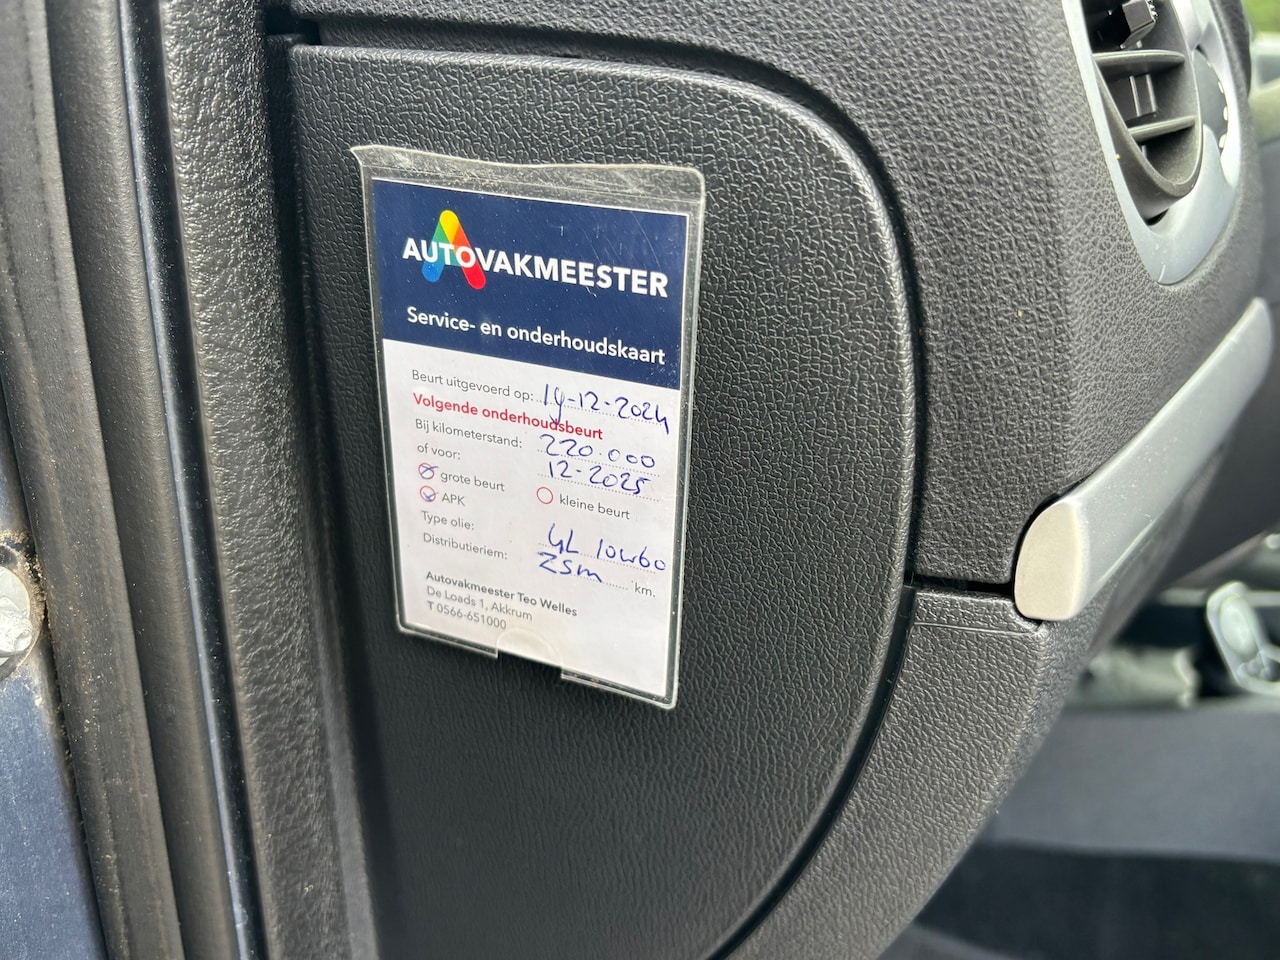 AUTOVAKMEESTER
Service- en onderhoudskaart
Beurt uitgevoerd op: 14-12-2024
Volgende onderhoudsbeurt
Bij kilometerstand: 220.000
of voor: 12-2025
grote beurt kleine beurt
APK
Type olie: 4L 10W60
Distributieriem: Zsm km.
Autovakmeester Teo Welles
De Loads 1, Akkrum
T 0566-651000